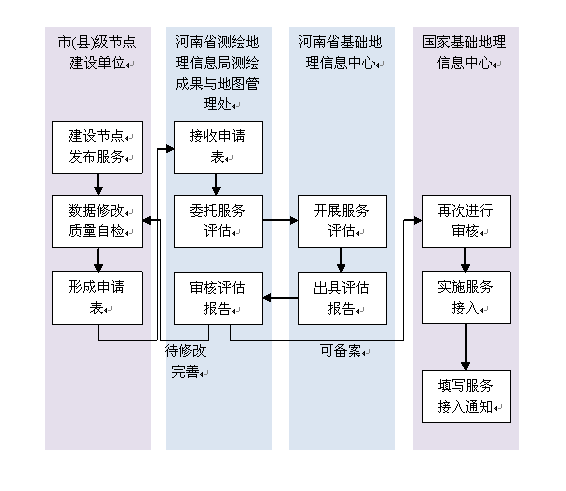 市(县)级节点
建设单位
河南省测绘地
理信息局测绘
成果与地图管
理处
河南省基础地
理信息中心
国家基础地理
信息中心
建设节点
发布服务
数据修改
质量自检
形成申请
表
接收申请
表
委托服务
评估
审核评估
报告
开展服务
评估
出具评估
报告
再次进行
审核
实施服务
接入
填写服务
接入通知
待修改
完善
可备案